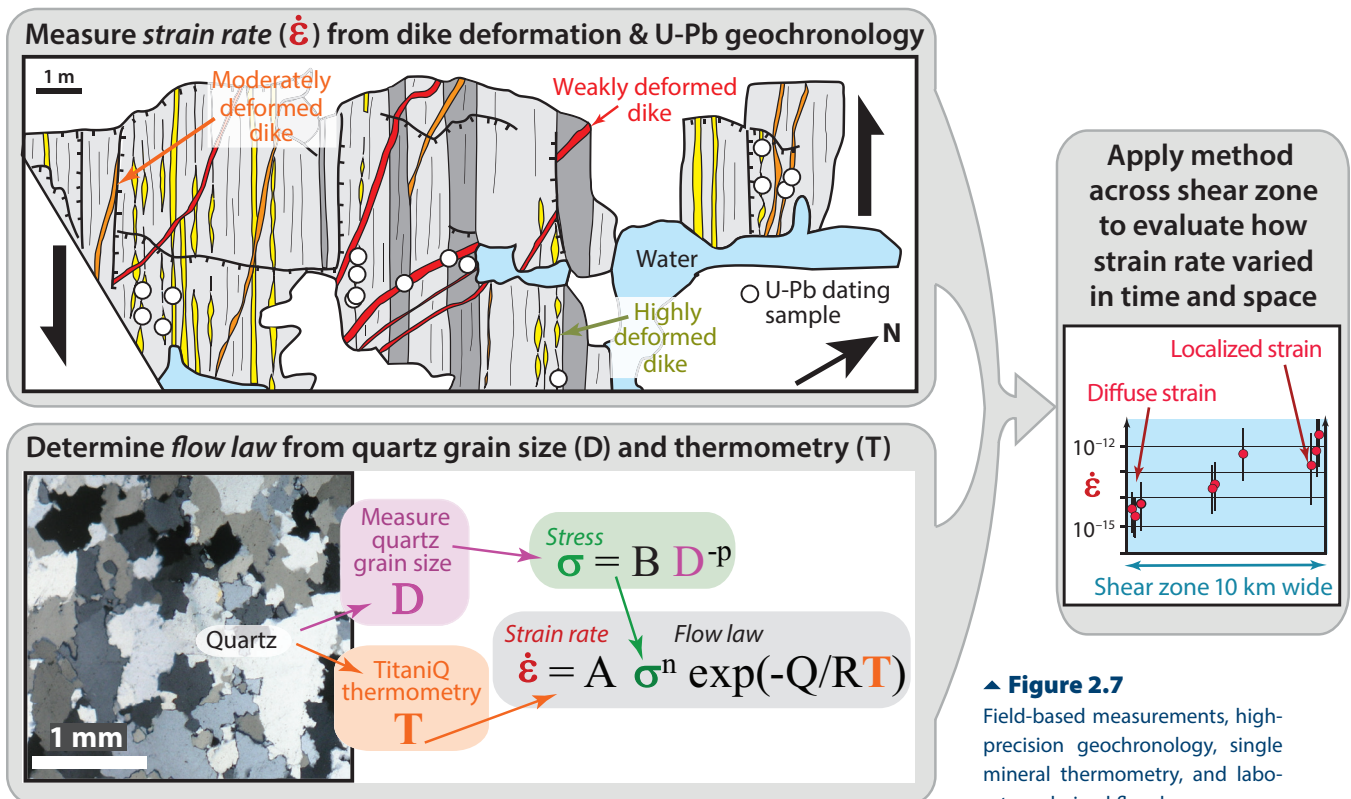 Measure strain rate (ε̇) from dike deformation & U-Pb geochronology
1 m
Moderately
deformed
dike
Weakly deformed
dike
Water
U-Pb dating
sample
Highly
deformed
dike
N
Determine flow law from quartz grain size (D) and thermometry (T)
Measure
quartz
grain size
D
Quartz
TitaniQ
thermometry
T
1 mm
Stress
σ = B D⁻ᵖ
Strain rate Flow law
ε̇ = A σⁿ exp(-Q/RT)
Apply method
across shear zone
to evaluate how
strain rate varied
in time and space
Localized strain
Diffuse strain
10⁻¹²
ε̇
10⁻¹⁵
Shear zone 10 km wide
▲ Figure 2.7
Field-based measurements, high-
precision geochronology, single
mineral thermometry, and labo-